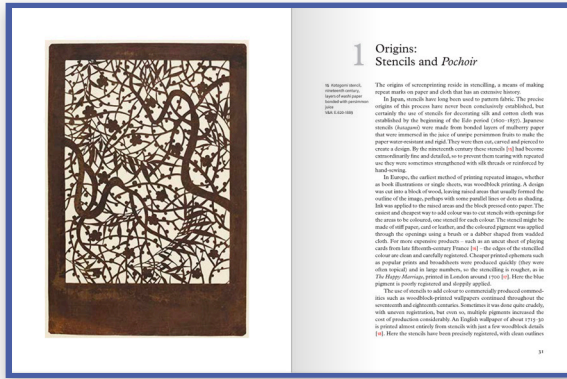 1
Origins:
Stencils and Pochoir
19 Katagami stencil,
nineteenth century,
layers of washi paper
bonded with persimmon
juice
The origins of screenprinting reside in stencilling, a means of making
repeat marks on paper and cloth that has an extensive history.
In Japan, stencils have long been used to pattern fabric. The precise
origins of this process have never been conclusively established, but
certainly the use of stencils for decorating silk and cotton cloth was
established by the beginning of the Edo period (1600–1857). Japanese
stencils (katagami) were made from bonded layers of mulberry paper
that were immersed in the juice of unripe persimmon fruits to make the
paper water-resistant and rigid. They were then cut, carved and pierced to
create a design. By the nineteenth century these stencils [19] had become
extraordinarily fine and detailed, so to prevent them tearing with repeated
use they were sometimes strengthened with silk threads or reinforced by
hand-sewing.
In Europe, the earliest method of printing repeated images, whether
as book illustrations or single sheets, was woodblock printing. A design
was cut into a block of wood, leaving raised areas that usually formed the
outline of the image, perhaps with some parallel lines or dots as shading.
Ink was applied to the raised areas and the block pressed onto paper. The
easiest and cheapest way to add colour was to cut stencils with openings for
the areas to be coloured, one stencil for each colour. The stencil might be
made of stiff paper, card or leather, and the coloured pigment was applied
through the openings using a brush or a dabber shaped from wadded
cloth. For more expensive products – such as an uncut sheet of playing
cards from late fifteenth-century France – the edges of the stencilled
colour are clean and carefully registered. Cheaper printed ephemera such
as popular prints and broadsheets were produced quickly (they were
often topical) and in large numbers, so the stencilling is rougher, as in
The Happy Marriage, printed in London around 1700. Here the blue
pigment is poorly registered and sloppily applied.
The use of stencils to add colour to commercially produced commod-
ities such as woodblock-printed wallpapers continued throughout the
seventeenth and eighteenth centuries. Sometimes it was done quite crudely,
with uneven registration, but even so, multiple pigments increased the
cost of production considerably. An English wallpaper of about 1715–30
is printed almost entirely from stencils with just a few woodblock details
Here the stencils have been precisely registered, with clean outlines
31